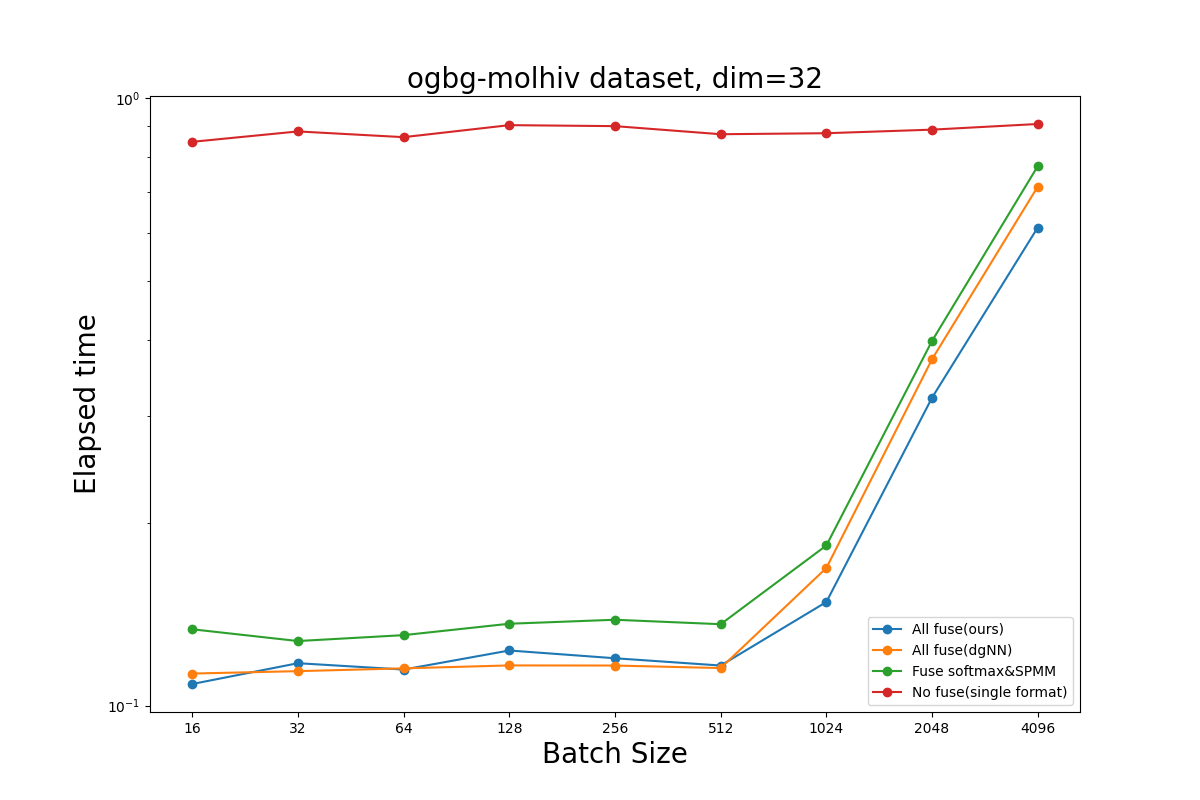 ogbg-molhiv dataset, dim=32
10⁰
10⁻¹
Elapsed time
16 32 64 128 256 512 1024 2048 4096
Batch Size
All fuse(ours)
All fuse(dgNN)
Fuse softmax&SPMM
No fuse(single format)